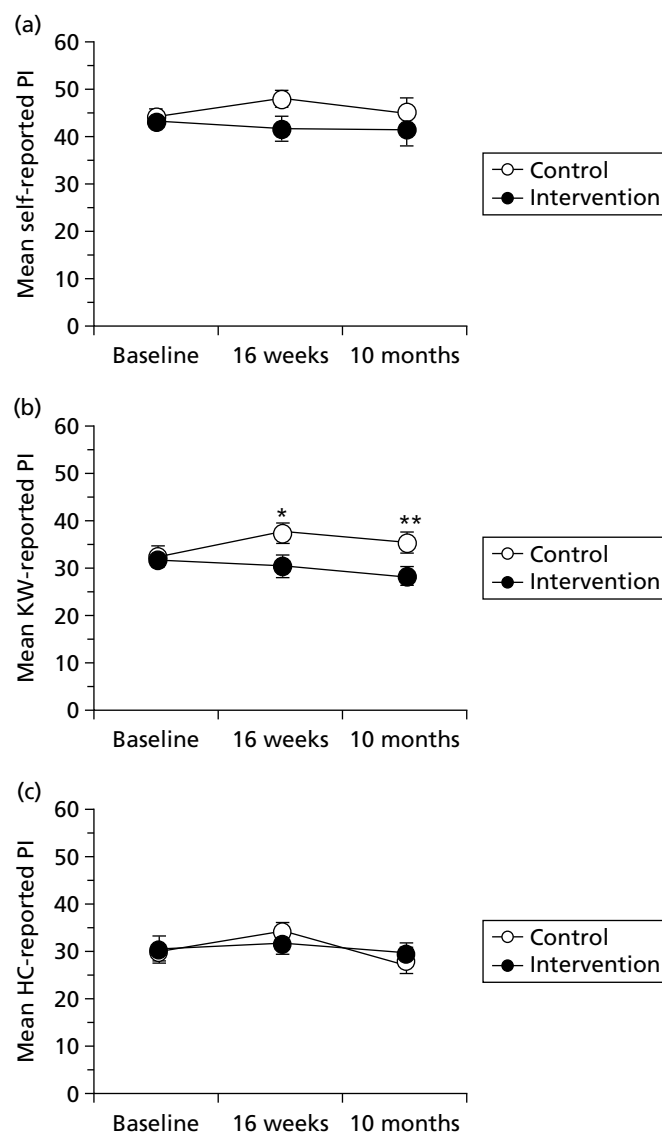 (a)
60
50
40
30
20
10
0
Mean self-reported PI
Baseline 16 weeks 10 months
Control
Intervention
(b)
60
50
40
30
20
10
0
Mean KW-reported PI
* **
Baseline 16 weeks 10 months
Control
Intervention
(c)
60
50
40
30
20
10
0
Mean HC-reported PI
Baseline 16 weeks 10 months
Control
Intervention